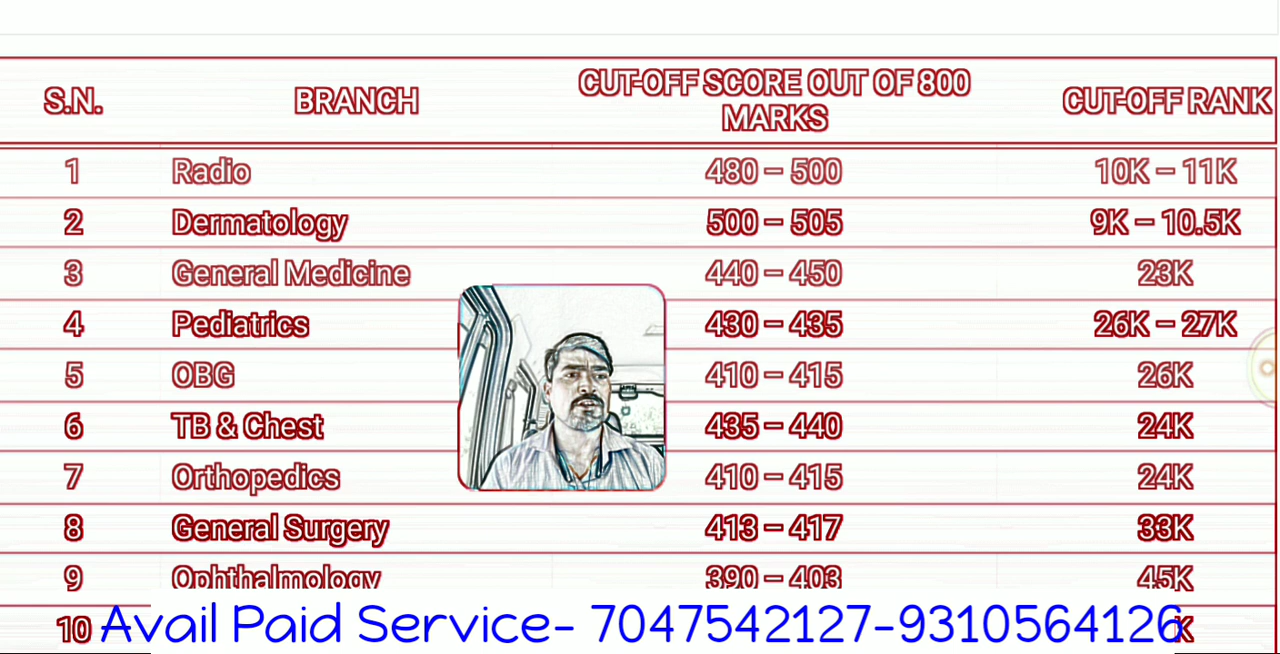 S.N. BRANCH CUT-OFF SCORE OUT OF 800 MARKS CUT-OFF RANK
1 Radio 480 – 500 10K – 11K
2 Dermatology 500 – 505 9K – 10.5K
3 General Medicine 440 – 450 23K
4 Pediatrics 430 – 435 26K – 27K
5 OBG 410 – 415 26K
6 TB & Chest 435 – 440 24K
7 Orthopedics 410 – 415 24K
8 General Surgery 413 – 417 33K
9 Ophthalmology 390 – 403 45K
10
Avail Paid Service- 7047542127-9310564126